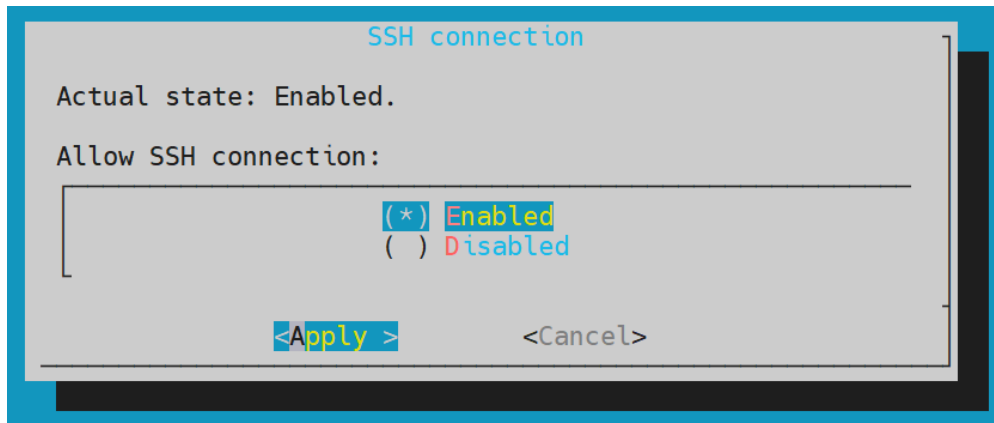 SSH connection
Actual state: Enabled.
Allow SSH connection:
(*) Enabled
( ) Disabled
<Apply > <Cancel>